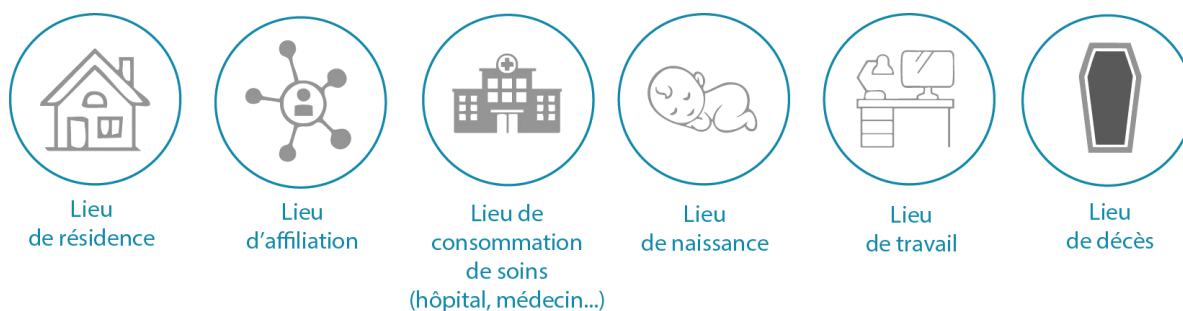 Lieu
de résidence
Lieu
d'affiliation
Lieu de
consommation
de soins
(hôpital, médecin...)
Lieu
de naissance
Lieu
de travail
Lieu
de décès